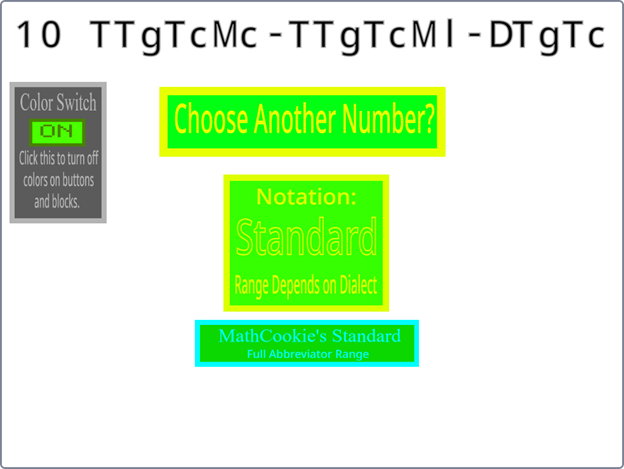 10 TTgTcMc-TTgTcMl-DTgTc
Color Switch
ON
Click this to turn off
colors on buttons
and blocks.
Choose Another Number?
Notation:
Standard
Range Depends on Dialect
MathCookie's Standard
Full Abbreviator Range